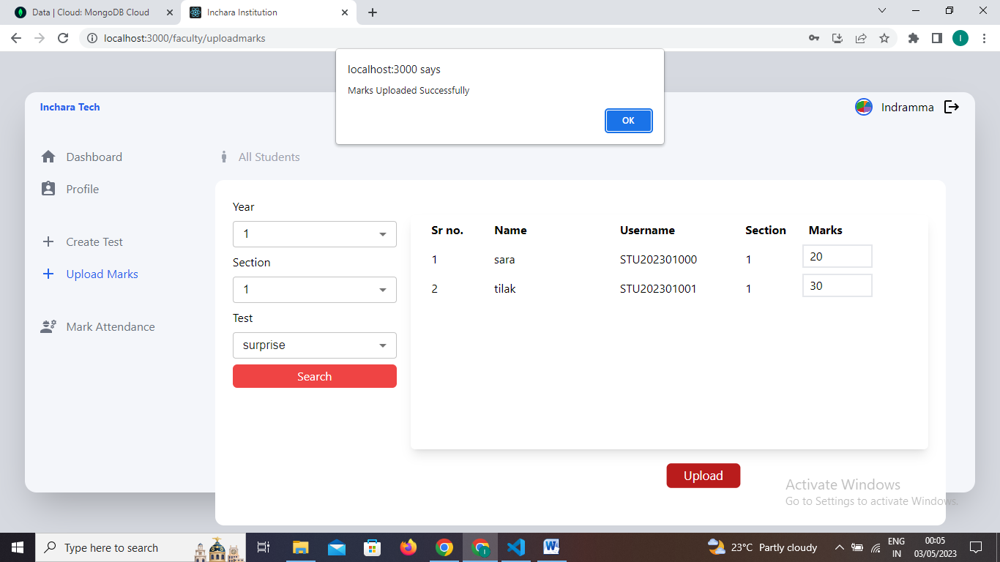 Data | Cloud: MongoDB Cloud
Inchara Institution
localhost:3000/faculty/uploadmarks
I
localhost:3000 says
Marks Uploaded Successfully
OK
Inchara Tech
Indramma
Dashboard
All Students
Profile
Create Test
Upload Marks
Mark Attendance
Year
1
Section
1
Test
surprise
Search
Sr no. Name Username Section Marks
1 sara STU202301000 1 20
2 tilak STU202301001 1 30
Upload
Activate Windows
Go to Settings to activate Windows.
Type here to search
23°C Partly cloudy
ENG
IN
00:05
03/05/2023